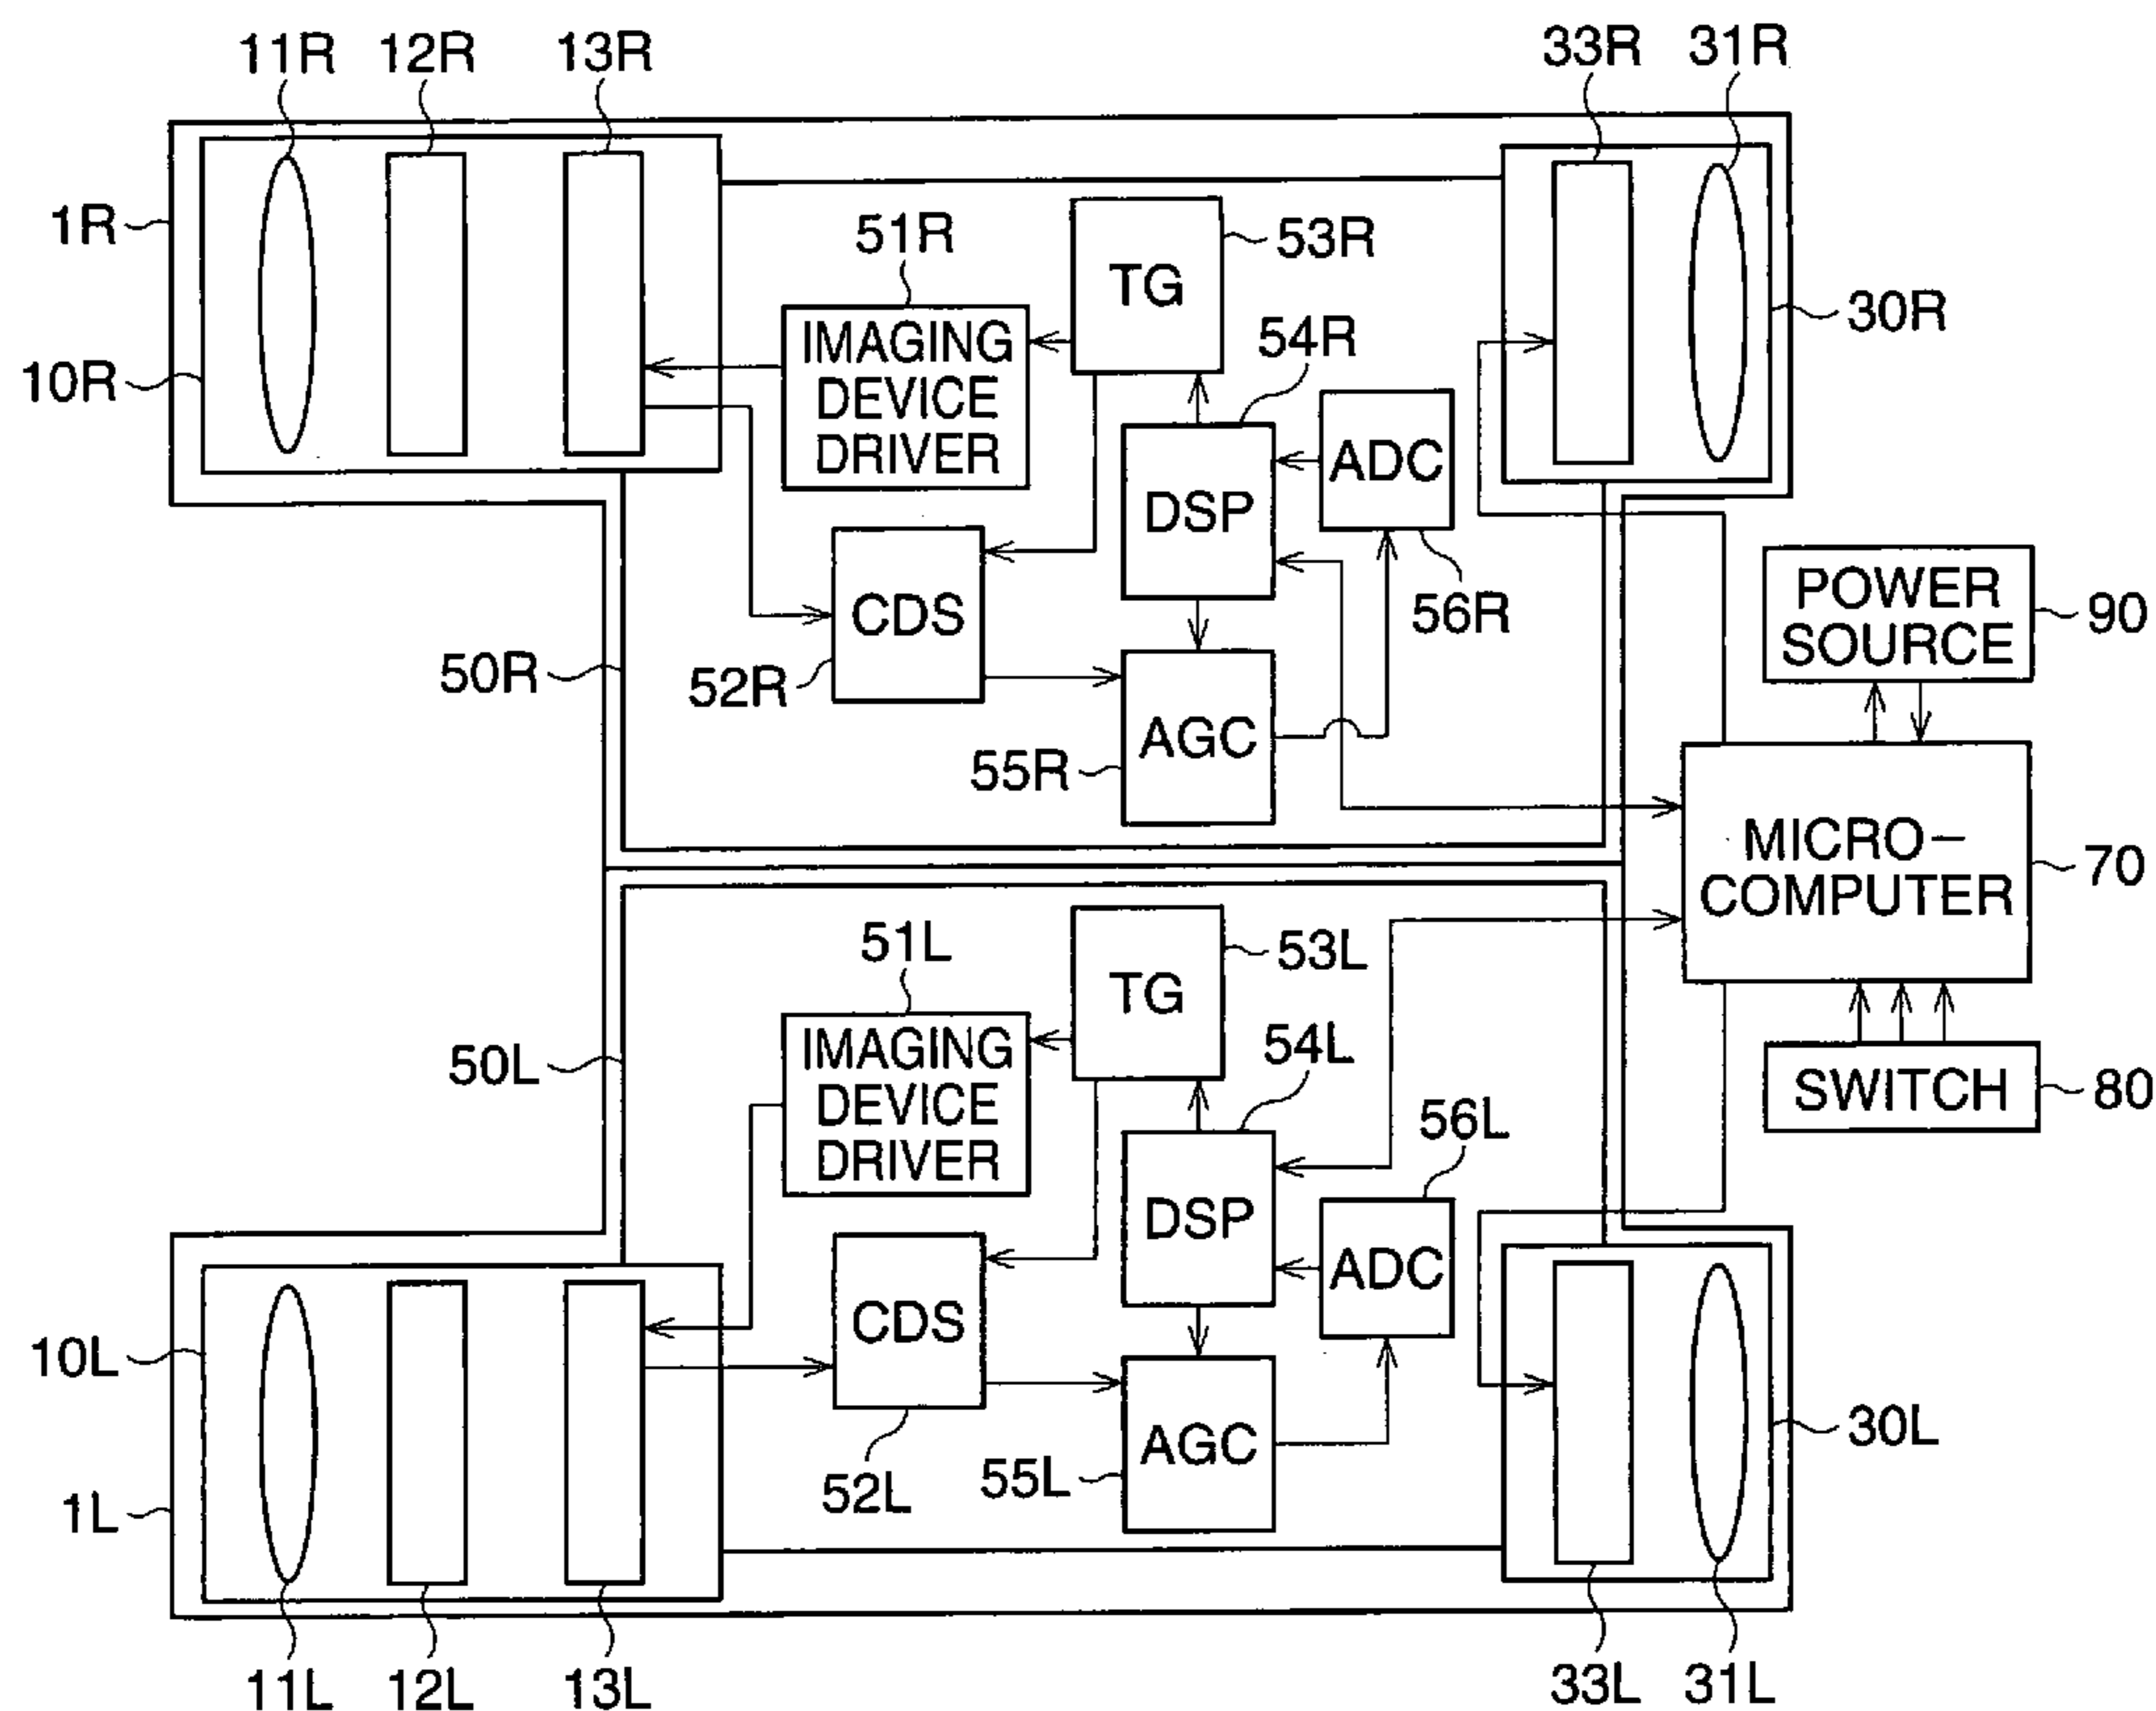 11R 12R 13R 33R 31R
1R
51R
TG
53R
10R
IMAGING
DEVICE
DRIVER
54R
30R
DSP
ADC
CDS
52R
56R
50R
AGC
55R
POWER
SOURCE
90
MICRO-
COMPUTER
70
SWITCH
80
51L
TG
53L
50L
IMAGING
DEVICE
DRIVER
54L
56L
DSP
ADC
CDS
52L
AGC
55L
10L
1L
30L
11L 12L 13L 33L 31L